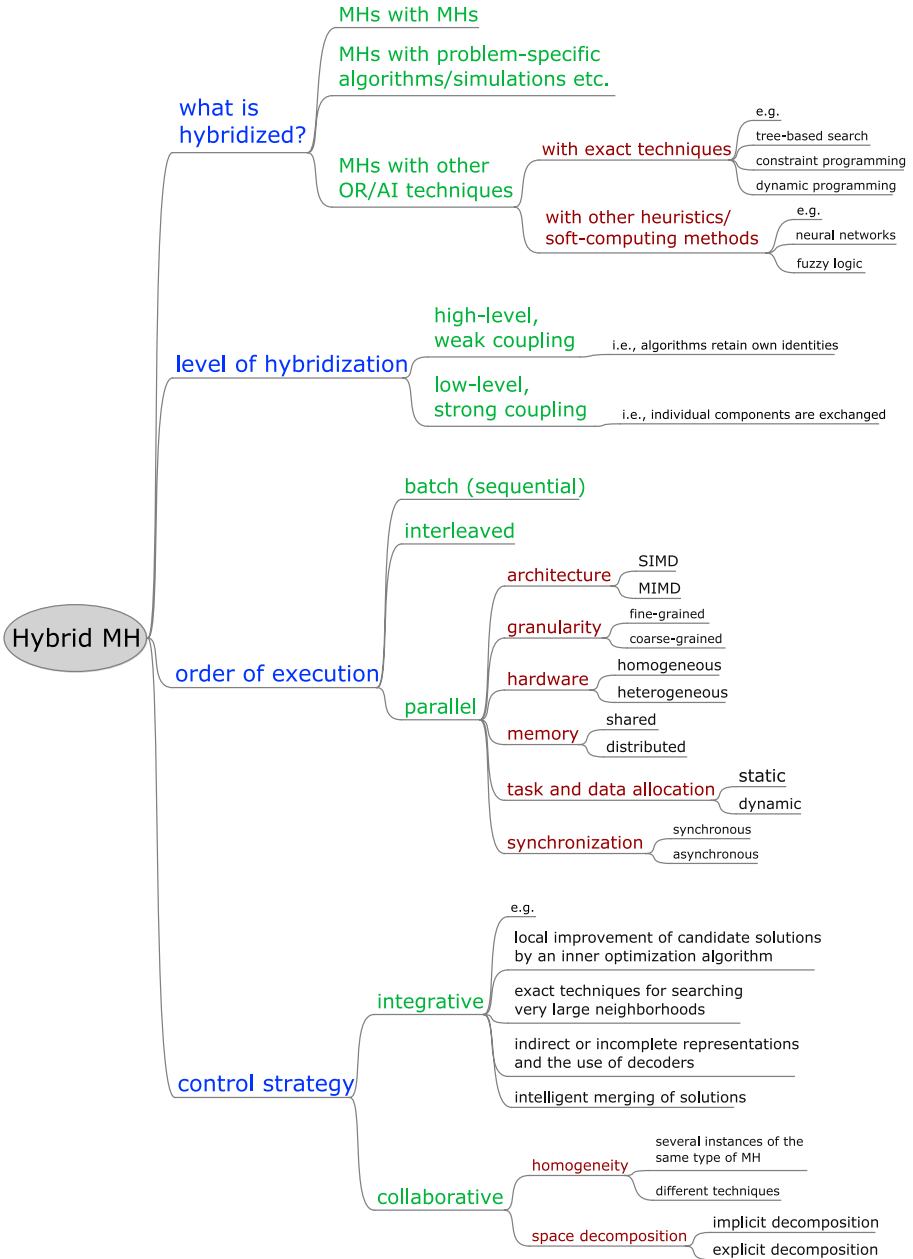 MHs with MHs
MHs with problem-specific
algorithms/simulations etc.
what is
hybridized?
MHs with other
OR/AI techniques
with exact techniques
e.g.
tree-based search
constraint programming
dynamic programming
with other heuristics/
soft-computing methods
e.g.
neural networks
fuzzy logic
level of hybridization
high-level,
weak coupling
i.e., algorithms retain own identities
low-level,
strong coupling
i.e., individual components are exchanged
Hybrid MH
order of execution
batch (sequential)
interleaved
parallel
architecture
SIMD
MIMD
granularity
fine-grained
coarse-grained
hardware
homogeneous
heterogeneous
memory
shared
distributed
task and data allocation
static
dynamic
synchronization
synchronous
asynchronous
control strategy
integrative
e.g.
local improvement of candidate solutions
by an inner optimization algorithm
exact techniques for searching
very large neighborhoods
indirect or incomplete representations
and the use of decoders
intelligent merging of solutions
collaborative
homogeneity
several instances of the
same type of MH
different techniques
space decomposition
implicit decomposition
explicit decomposition